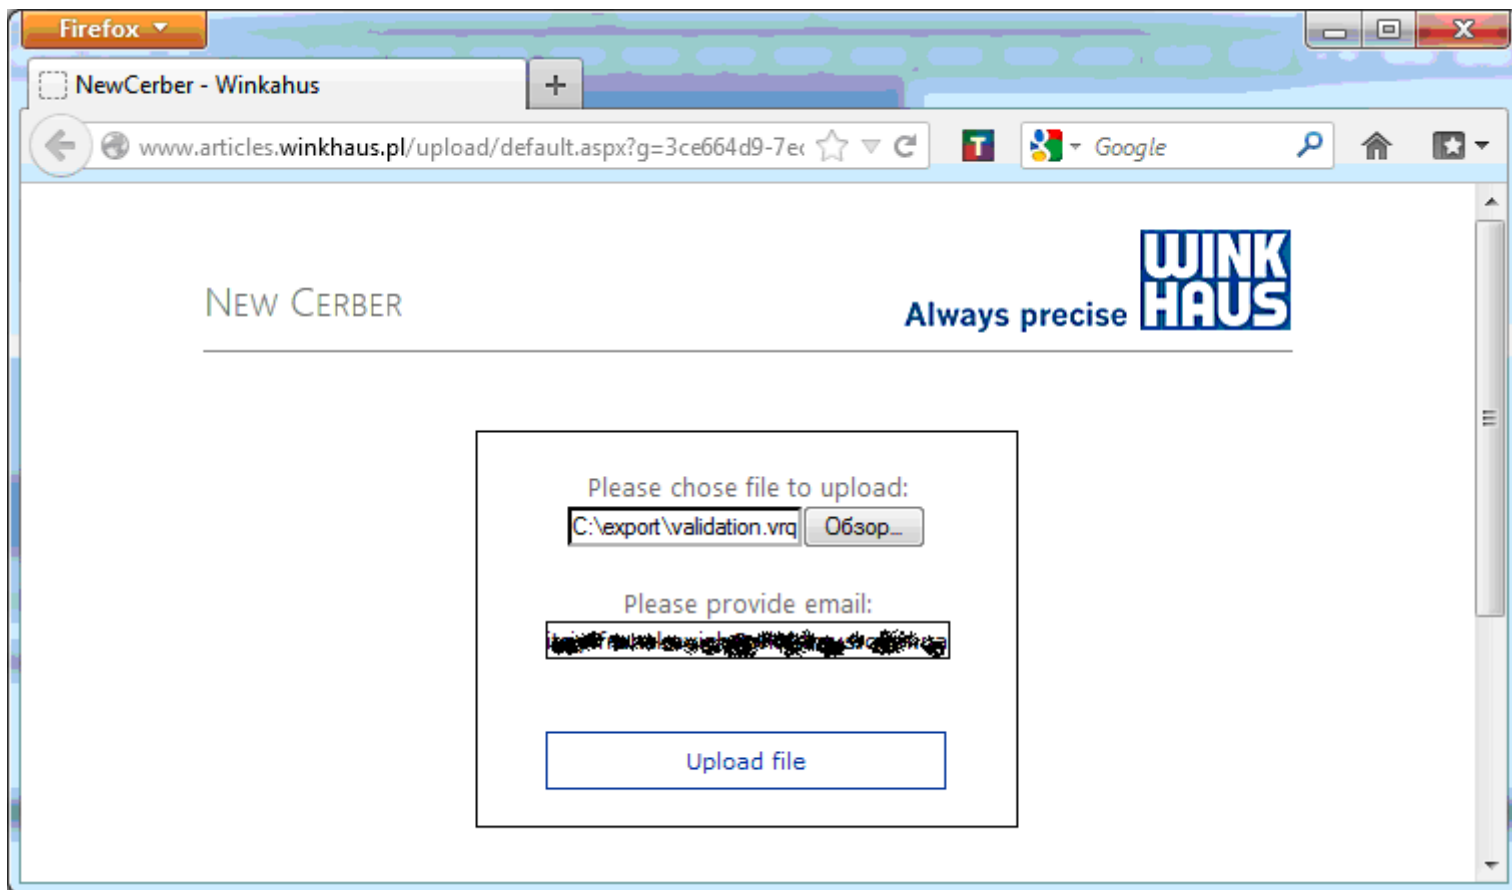 Firefox
NewCerber - Winkahus
www.articles.winkhaus.pl/upload/default.aspx?g=3ce664d9-7ec
T
Google
NEW CERBER
Always precise
WINK
HAUS
Please chose file to upload:
C:\export\validation.vrq
Обзор...
Please provide email:
Upload file